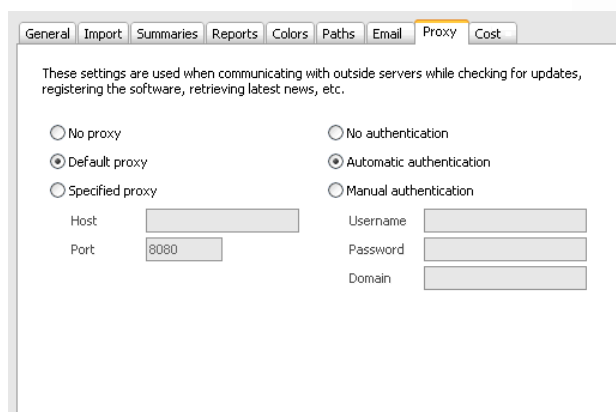 General Import Summaries Reports Colors Paths Email Proxy Cost
These settings are used when communicating with outside servers while checking for updates,
registering the software, retrieving latest news, etc.
No proxy No authentication
Default proxy Automatic authentication
Specified proxy Manual authentication
Host Username
Port 8080 Password
Domain